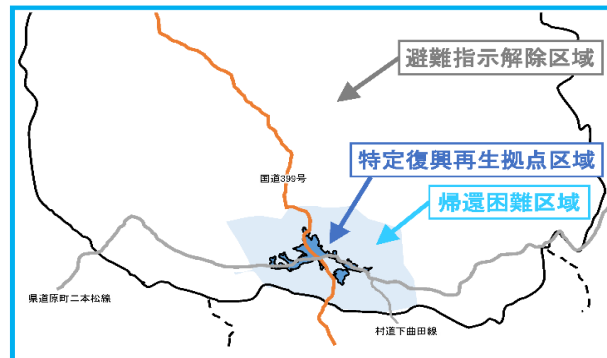 避難指示解除区域
特定復興再生拠点区域
国道399号
帰還困難区域
県道原町二本松線
村道下曲田線